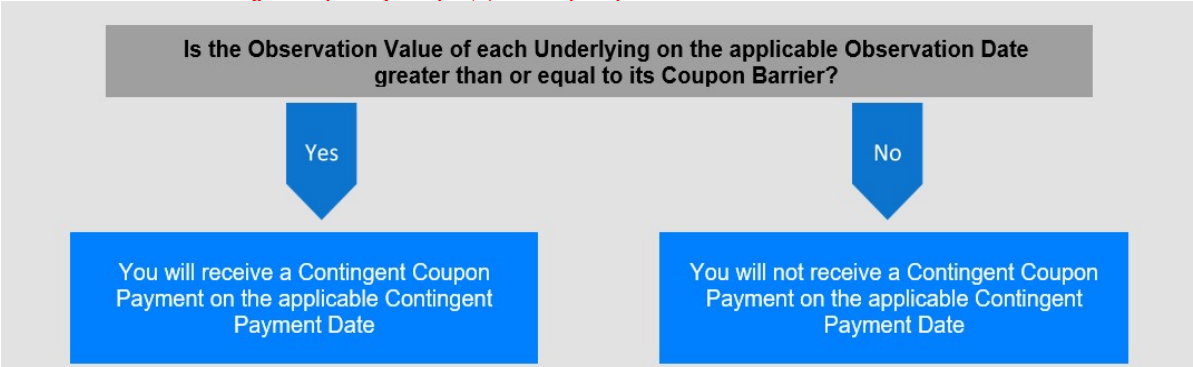 Is the Observation Value of each Underlying on the applicable Observation Date
greater than or equal to its Coupon Barrier?
Yes
No
You will receive a Contingent Coupon
Payment on the applicable Contingent
Payment Date
You will not receive a Contingent Coupon
Payment on the applicable Contingent
Payment Date